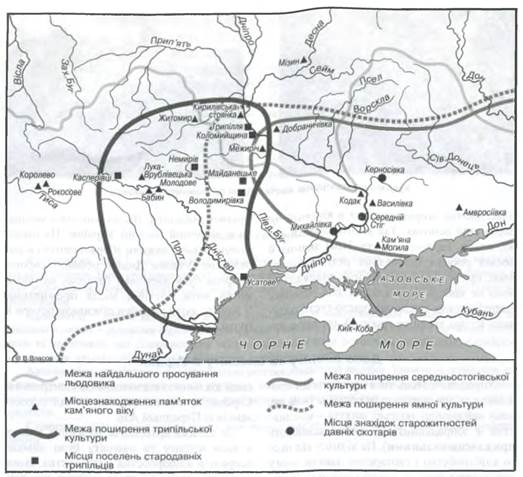 Вісла
Зах. Буг
Прип'ять
Дніпро
Десна
Мізин
Сейм
Псел
Ворскла
Дон
Кирилівська
стоянка
Житомир
Трипілля
Коломийщина
Добраничівка
Межиріч
Сів. Донець
Королево
Рокосове
Тиса
Касперівці
Лука-
Врублівецька
Молодове
Бабин
Немирів
Майданецьке
Володимирівка
Керносівка
Кодак
Василівка
Михайлівка
Середній
Стіг
Кам'яна
Могила
Амвросіївка
Дон
Півд. Буг
Дністер
Прут
Дніпро
Усатове
АЗОВСЬКЕ
МОРЕ
Кубань
Киїк-Коба
Дунай
ЧОРНЕ МОРЕ
© В.Власов
Межа найдальшого просування
льодовика
Місцезнаходження пам'яток
кам'яного віку
Межа поширення трипільської
культури
Місця поселень стародавніх
трипільців
Межа поширення середньостогівської
культури
Межа поширення ямної культури
Місця знахідок старожитностей
давніх скотарів